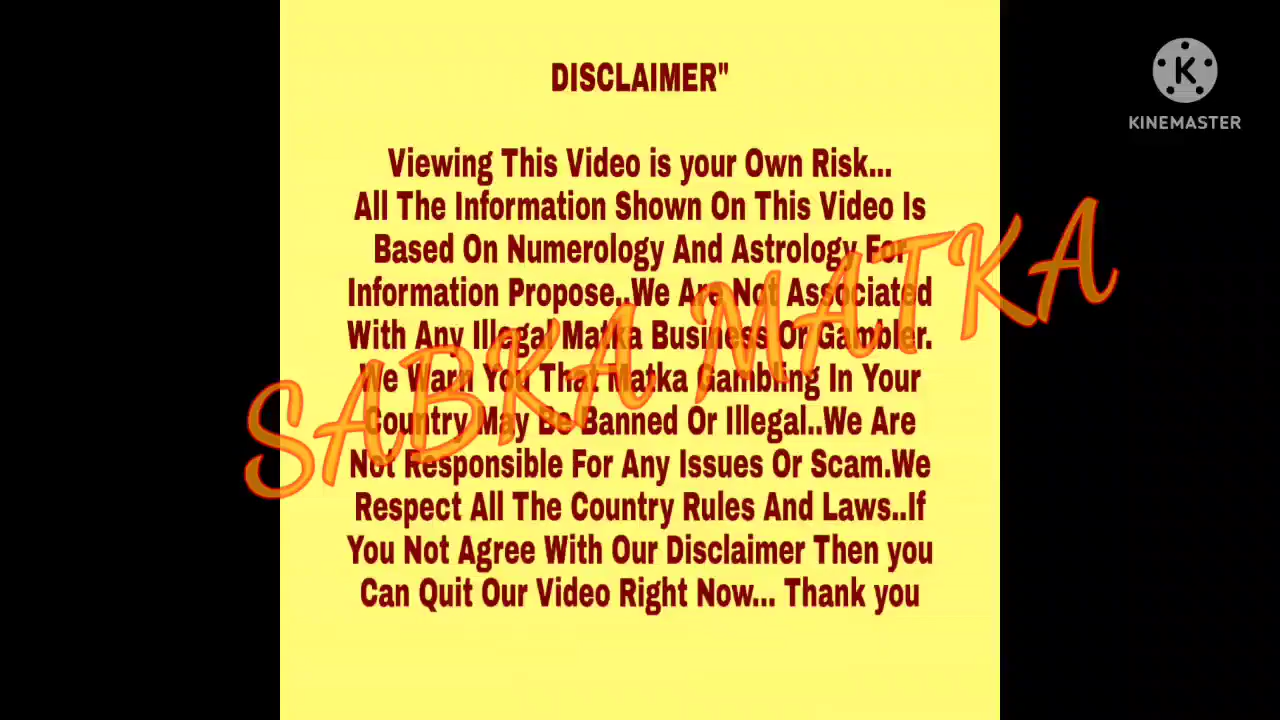 DISCLAIMER"
Viewing This Video is your Own Risk...
All The Information Shown On This Video Is
Based On Numerology And Astrology For
Information Propose..We Are Not Associated
With Any Illegal Matka Business Or Gambler.
We Warn You That Matka Gambling In Your
Country May Be Banned Or Illegal..We Are
Not Responsible For Any Issues Or Scam.We
Respect All The Country Rules And Laws..If
You Not Agree With Our Disclaimer Then you
Can Quit Our Video Right Now... Thank you
SABKA MATKA
K
KINEMASTER